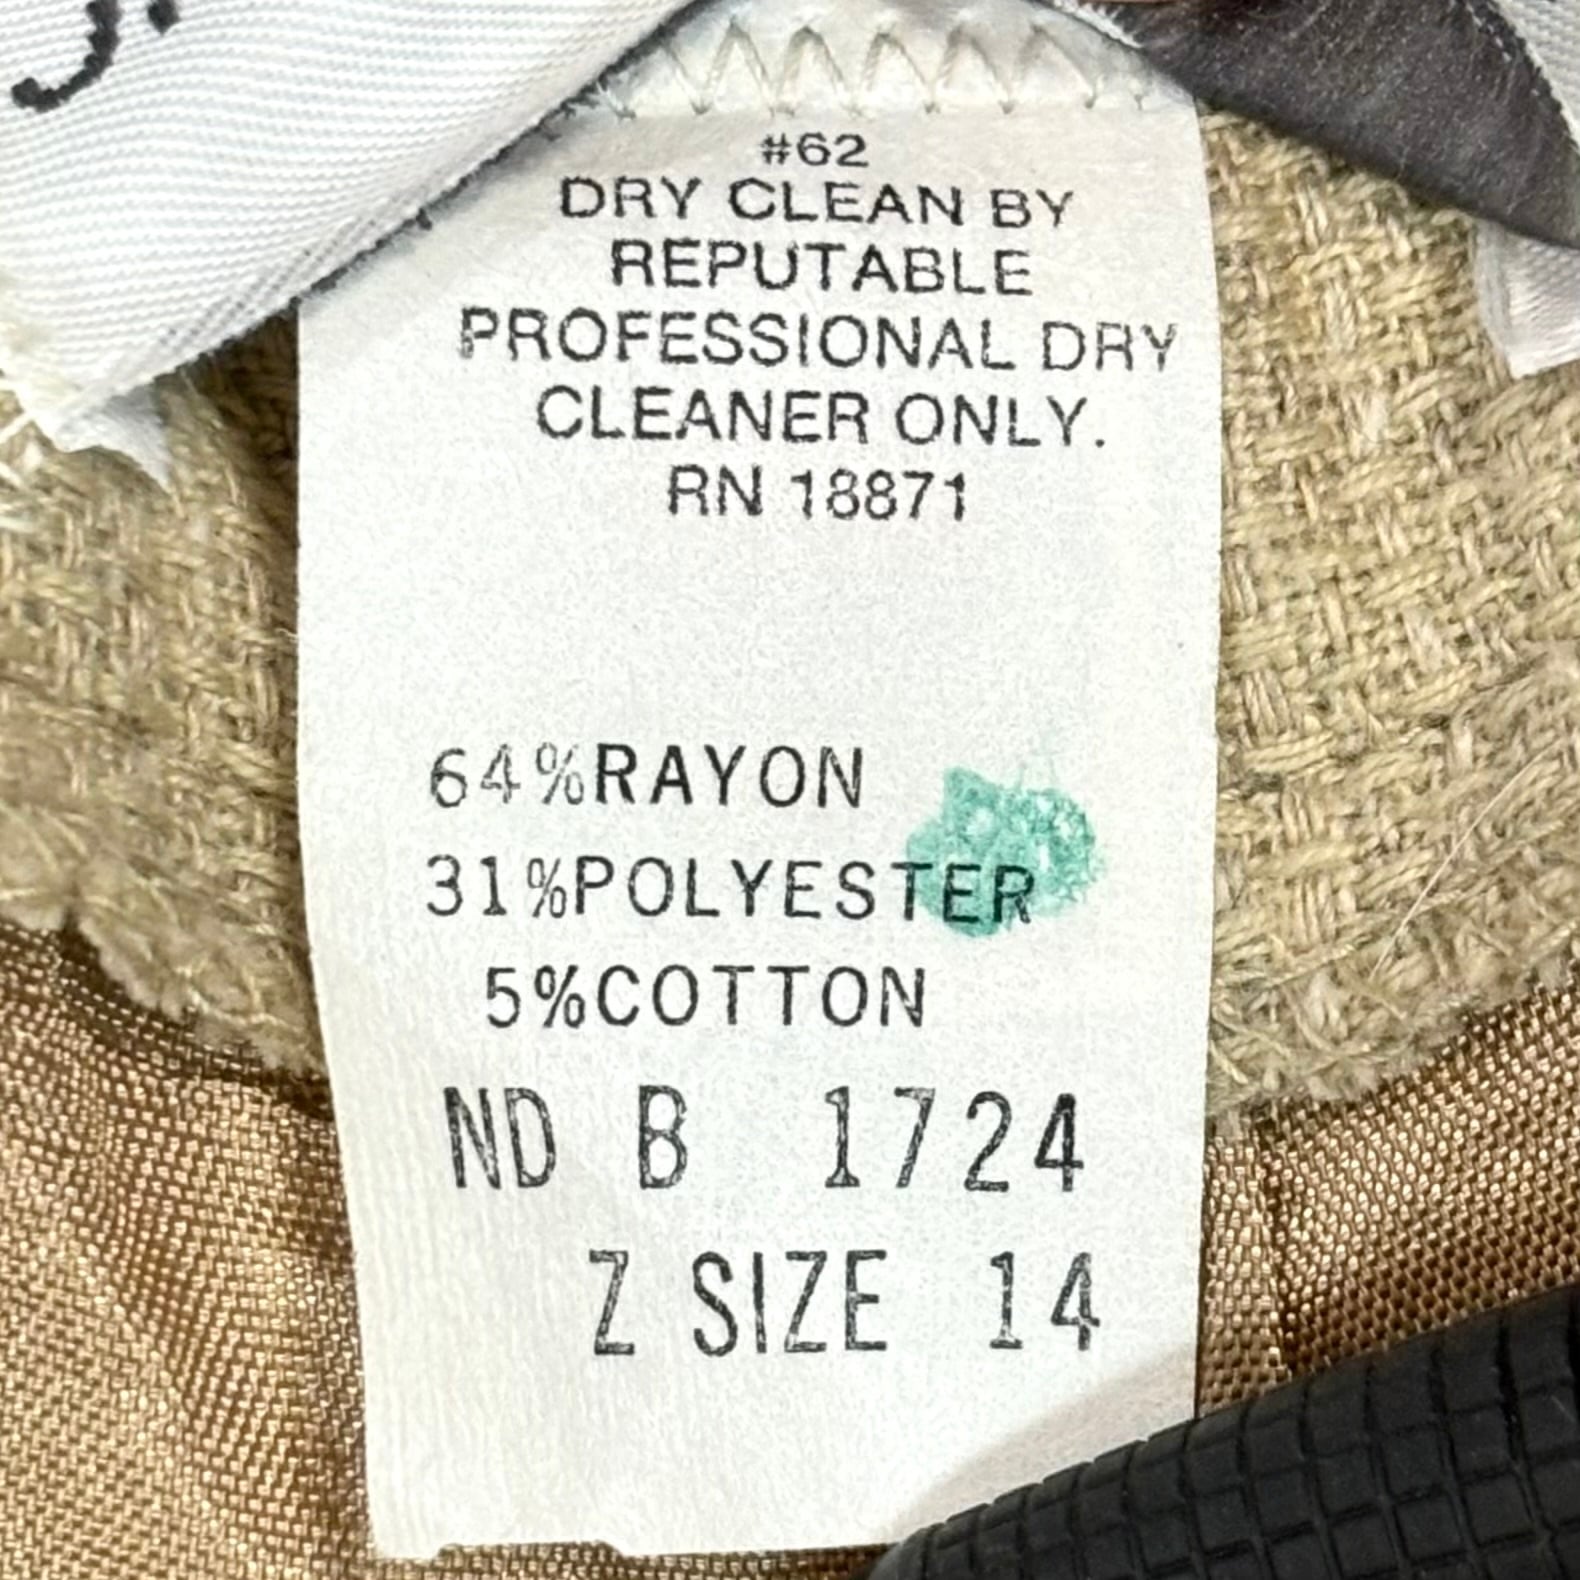 #62
DRY CLEAN BY
REPUTABLE
PROFESSIONAL DRY
CLEANER ONLY.
RN 18871
64%RAYON
31%POLYESTER
5%COTTON
ND B 1724
Z SIZE 14